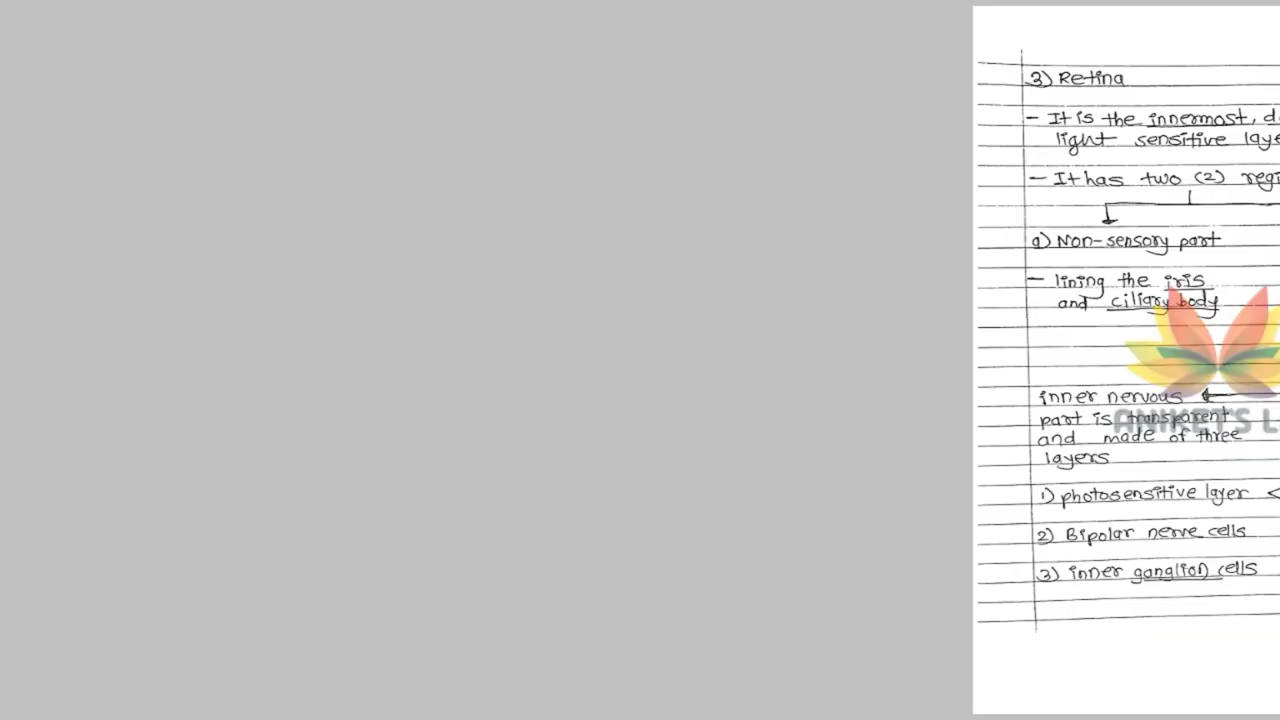 3) Retina
- It is the innermost,
light sensitive
- It has two (2)
a) Non-sensory part
- lining the iris
and ciliary body
inner nervous
part is transparent
ANIKET'S L
and made of three
layers
1) photosensitive layer <
2) Bipolar nerve cells
3) inner ganglion cells